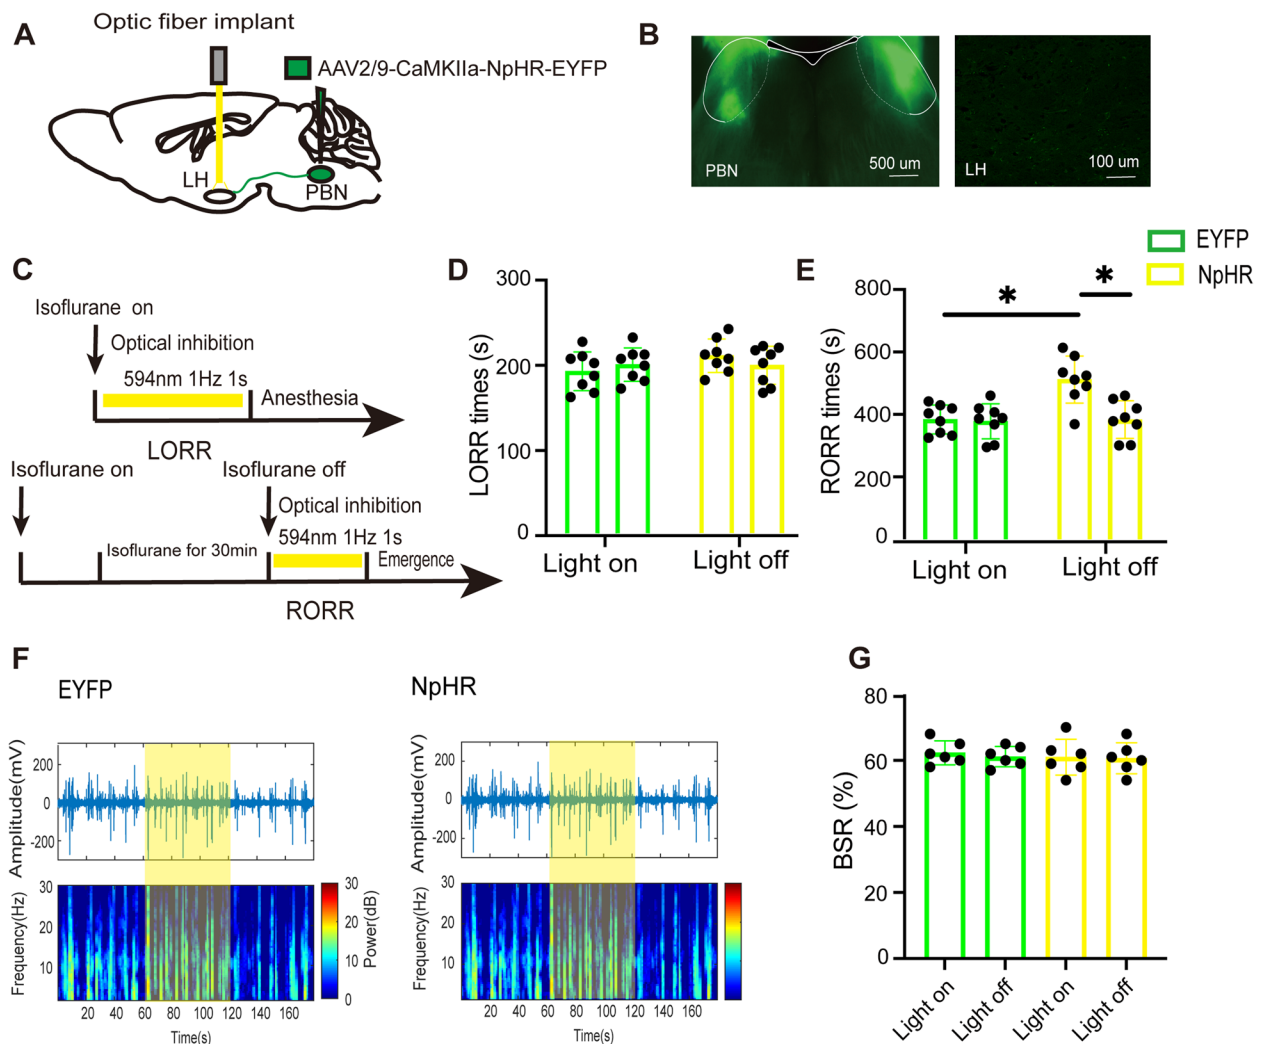 A
Optic fiber implant
AAV2/9-CaMKIIa-NpHR-EYFP
LH
PBN
B
PBN
500 um
LH
100 um
EYFP
NpHR
C
Isoflurane on
Optical inhibition
594nm 1Hz 1s
Anesthesia
LORR
Isoflurane on
Isoflurane off
Optical inhibition
594nm 1Hz 1s
Isoflurane for 30min
Emergence
RORR
D
LORR times (s)
300
200
100
0
Light on
Light off
E
RORR times (s)
800
600
400
200
0
*
*
Light on
Light off
F
EYFP
Amplitude(mV)
200
0
-200
Frequency(Hz)
30
20
10
20 40 60 80 100 120 140 160
Time(s)
30
20
10
0
Power(dB)
NpHR
Amplitude(mV)
200
0
-200
Frequency(Hz)
30
20
10
20 40 60 80 100 120 140 160
Time(s)
G
BSR (%)
80
60
40
20
0
Light on
Light off
Light on
Light off